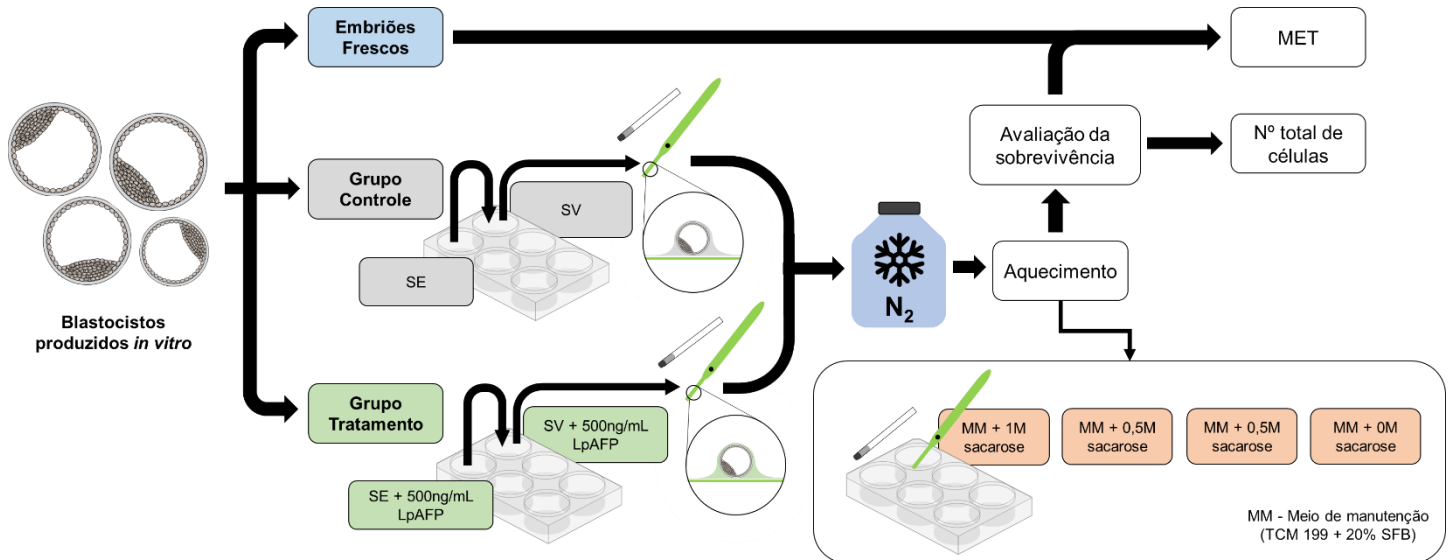 Embriões
Frescos
MET
Avaliação da
sobrevivência
Nº total de
células
Grupo
Controle
SV
SE
N2
Aquecimento
Blastocistos
produzidos in vitro
Grupo
Tratamento
SV + 500ng/mL
LpAFP
SE + 500ng/mL
LpAFP
MM + 1M
sacarose
MM + 0,5M
sacarose
MM + 0,5M
sacarose
MM + 0M
sacarose
MM - Meio de manutenção
(TCM 199 + 20% SFB)